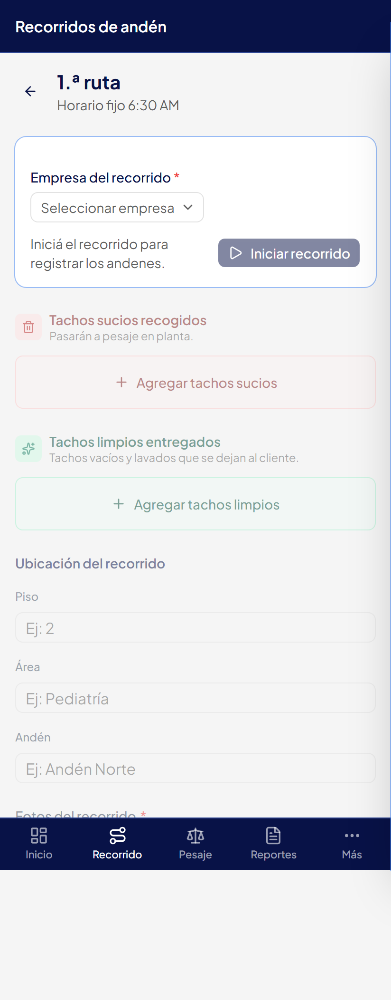 Recorridos de andén
1.ª ruta
Horario fijo 6:30 AM
Empresa del recorrido *
Seleccionar empresa
Iniciá el recorrido para
registrar los andenes.
Iniciar recorrido
Tachos sucios recogidos
Pasarán a pesaje en planta.
+ Agregar tachos sucios
Tachos limpios entregados
Tachos vacíos y lavados que se dejan al cliente.
+ Agregar tachos limpios
Ubicación del recorrido
Piso
Ej: 2
Área
Ej: Pediatría
Andén
Ej: Andén Norte
Fotos del recorrido *
Inicio
Recorrido
Pesaje
Reportes
Más